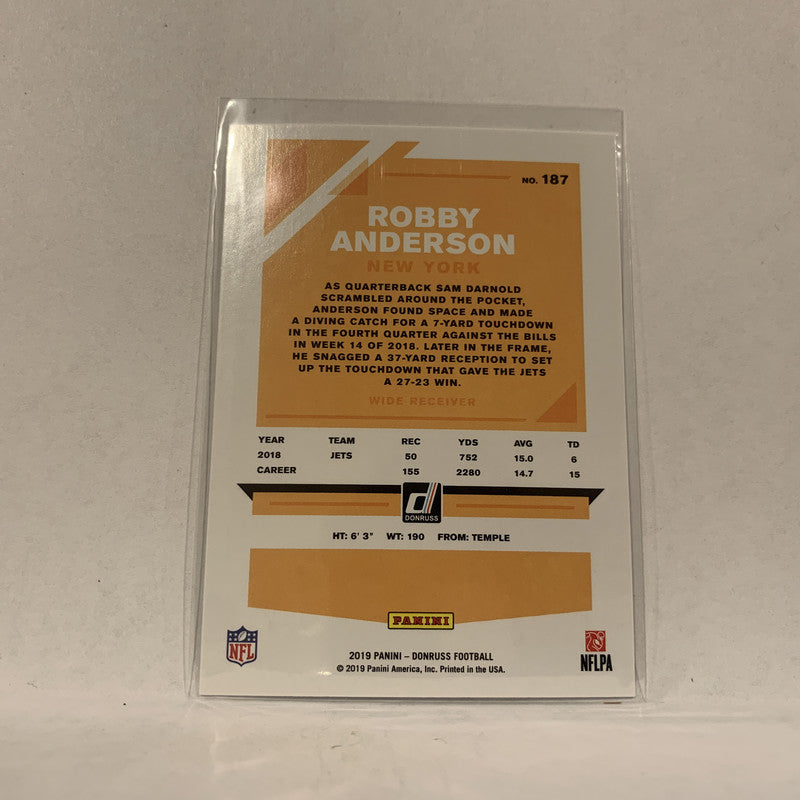 NO. 187
ROBBY
ANDERSON
NEW YORK
AS QUARTERBACK SAM DARNOLD
SCRAMBLED AROUND THE POCKET,
ANDERSON FOUND SPACE AND MADE
A DIVING CATCH FOR A 7-YARD TOUCHDOWN
IN THE FOURTH QUARTER AGAINST THE BILLS
IN WEEK 14 OF 2018. LATER IN THE FRAME,
HE SNAGGED A 37-YARD RECEPTION TO SET
UP THE TOUCHDOWN THAT GAVE THE JETS
A 27-23 WIN.
WIDE RECEIVER
YEAR TEAM REC YDS AVG TD
2018 JETS 50 752 15.0 6
CAREER 155 2280 14.7 15
d
DONRUSS
HT: 6' 3" WT: 190 FROM: TEMPLE
PANINI
NFL
2019 PANINI – DONRUSS FOOTBALL
© 2019 Panini America, Inc. Printed in the USA.
NFLPA